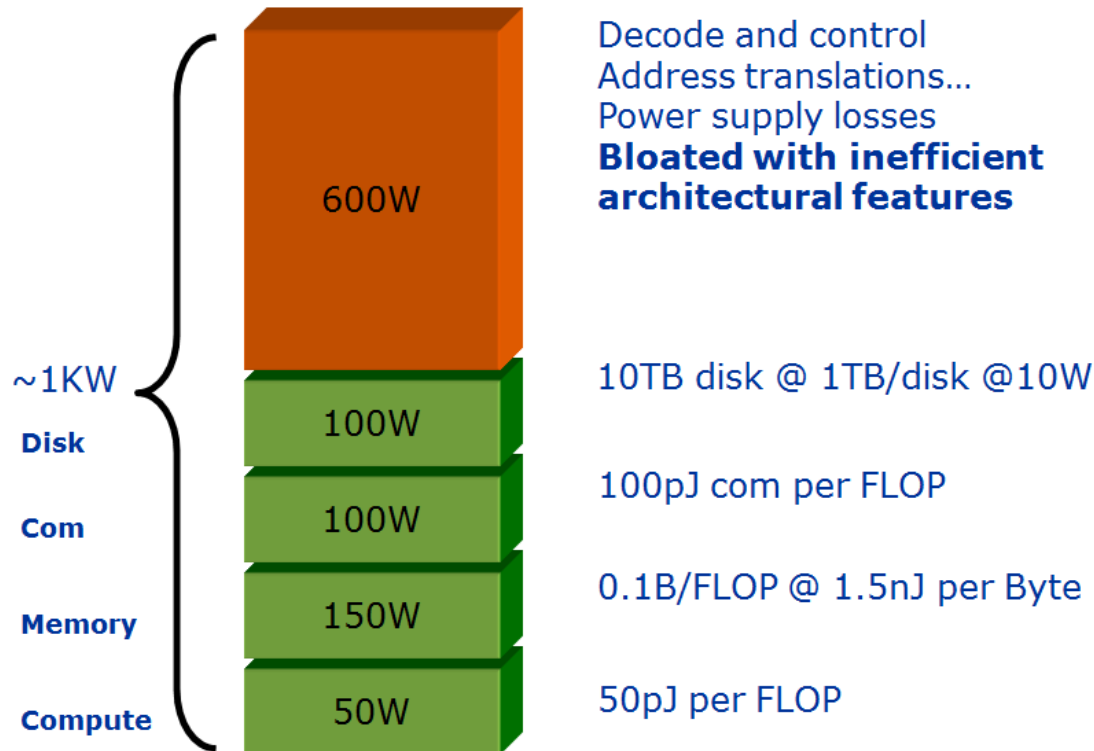 Decode and control
Address translations…
Power supply losses
Bloated with inefficient
architectural features
600W
~1KW
10TB disk @ 1TB/disk @10W
100W
Disk
100pJ com per FLOP
100W
Com
0.1B/FLOP @ 1.5nJ per Byte
150W
Memory
50pJ per FLOP
50W
Compute